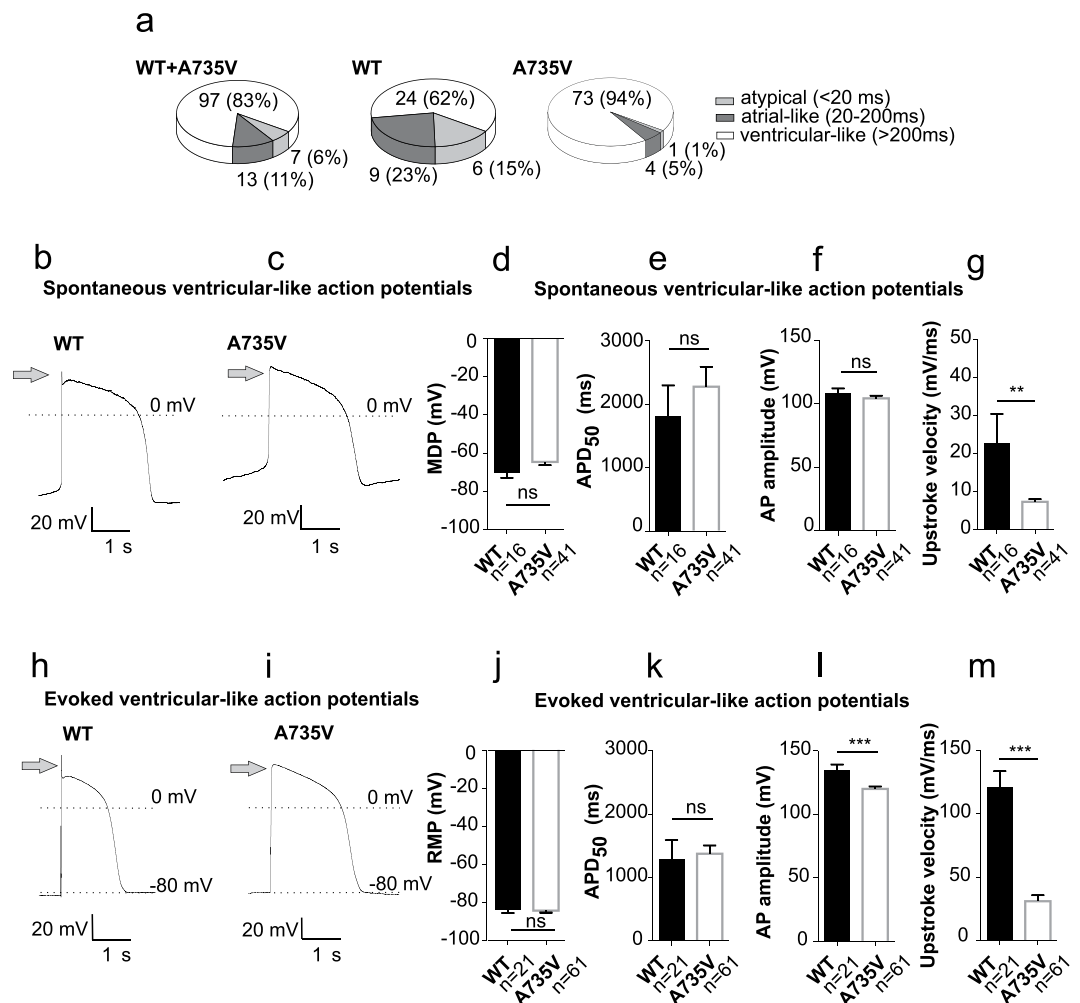 a
WT+A735V
97 (83%)
7 (6%)
13 (11%)
WT
24 (62%)
9 (23%)
6 (15%)
A735V
73 (94%)
1 (1%)
4 (5%)
atypical (<20 ms)
atrial-like (20-200ms)
ventricular-like (>200ms)
b
c
Spontaneous ventricular-like action potentials
WT
A735V
0 mV
0 mV
20 mV
1 s
20 mV
1 s
d
e
f
g
Spontaneous ventricular-like action potentials
MDP (mV)
0
-20
-40
-60
-80
-100
ns
WT
n=16
A735V
n=41
APD50 (ms)
3000
2000
1000
0
ns
WT
n=16
A735V
n=41
AP amplitude (mV)
150
100
50
0
ns
WT
n=16
A735V
n=41
Upstroke velocity (mV/ms)
50
40
30
20
10
0
**
WT
n=16
A735V
n=41
h
i
Evoked ventricular-like action potentials
WT
A735V
0 mV
0 mV
-80 mV
-80 mV
20 mV
1 s
20 mV
1 s
j
k
l
m
Evoked ventricular-like action potentials
RMP (mV)
0
-20
-40
-60
-80
-100
ns
WT
n=21
A735V
n=61
APD50 (ms)
3000
2000
1000
0
ns
WT
n=21
A735V
n=61
AP amplitude (mV)
150
100
50
0
***
WT
n=21
A735V
n=61
Upstroke velocity (mV/ms)
150
100
50
0
***
WT
n=21
A735V
n=61